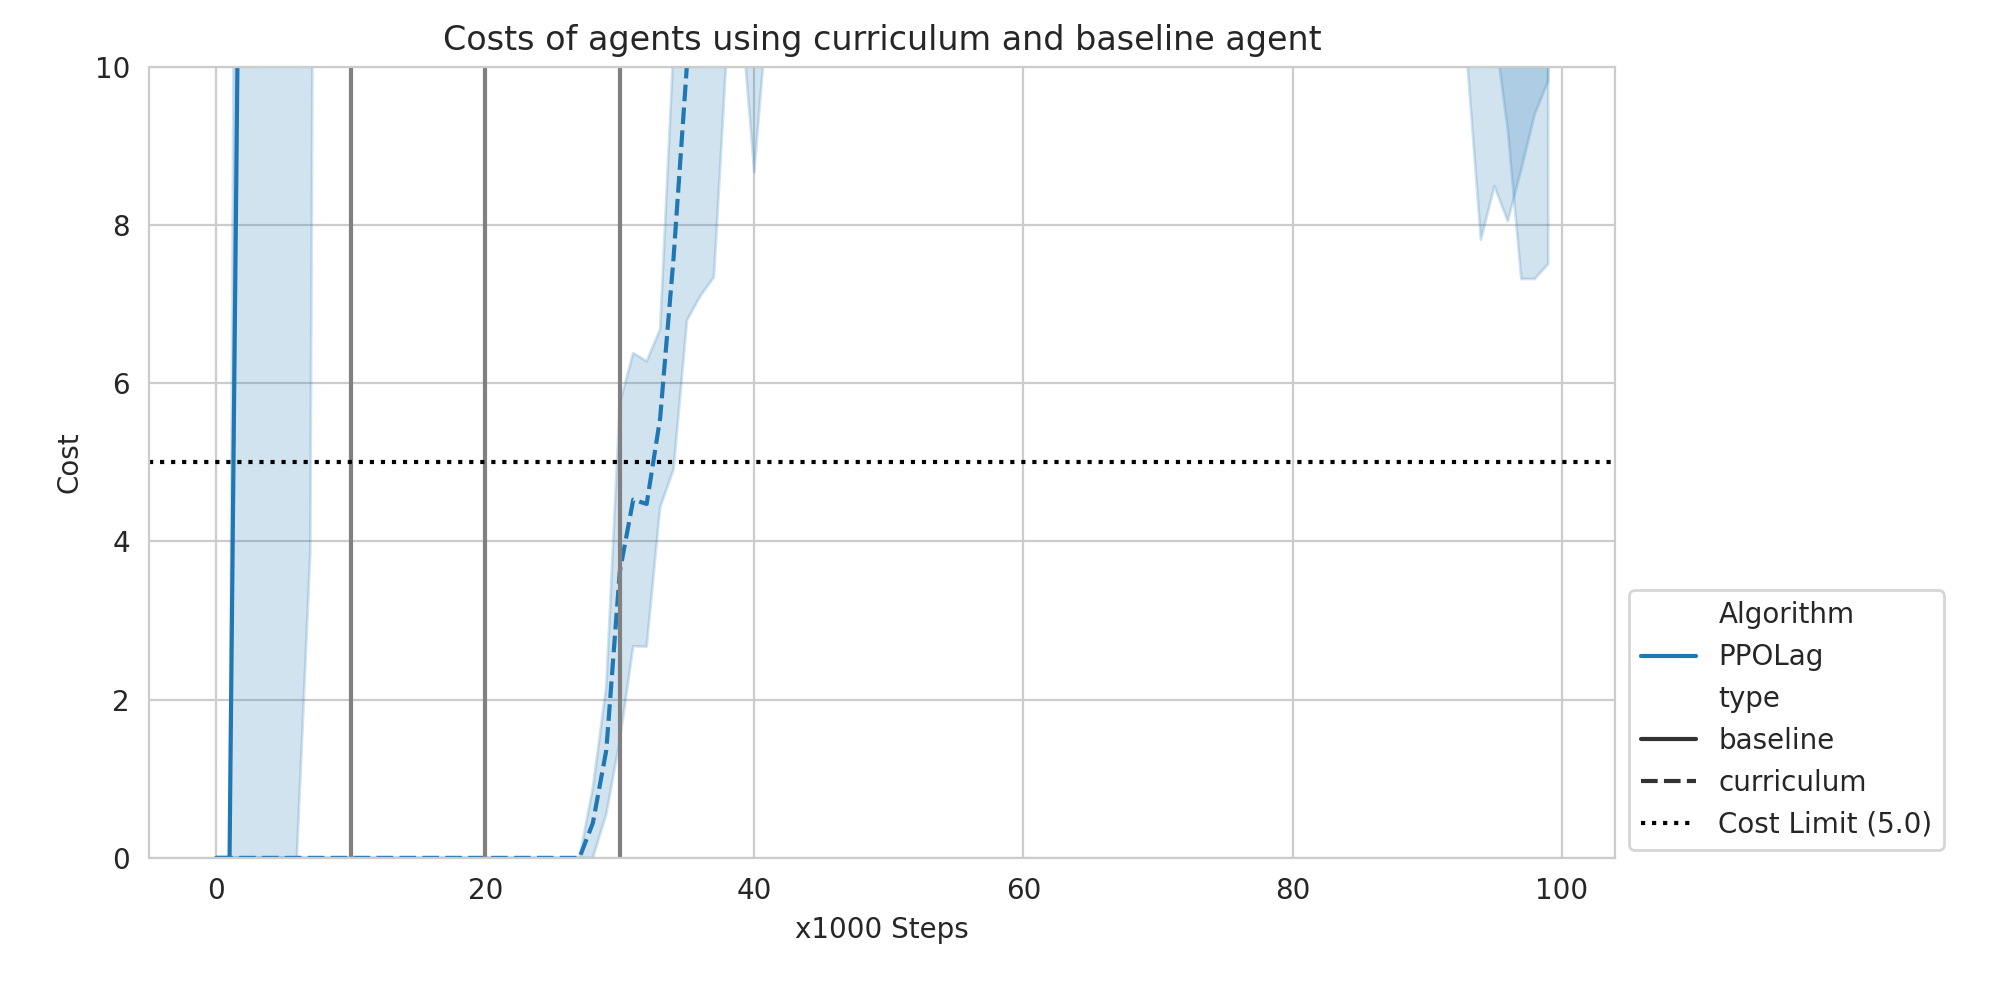 Costs of agents using curriculum and baseline agent
10
8
6
4
2
0
Cost
0 20 40 60 80 100
x1000 Steps
Algorithm
PPOLag
type
baseline
curriculum
Cost Limit (5.0)